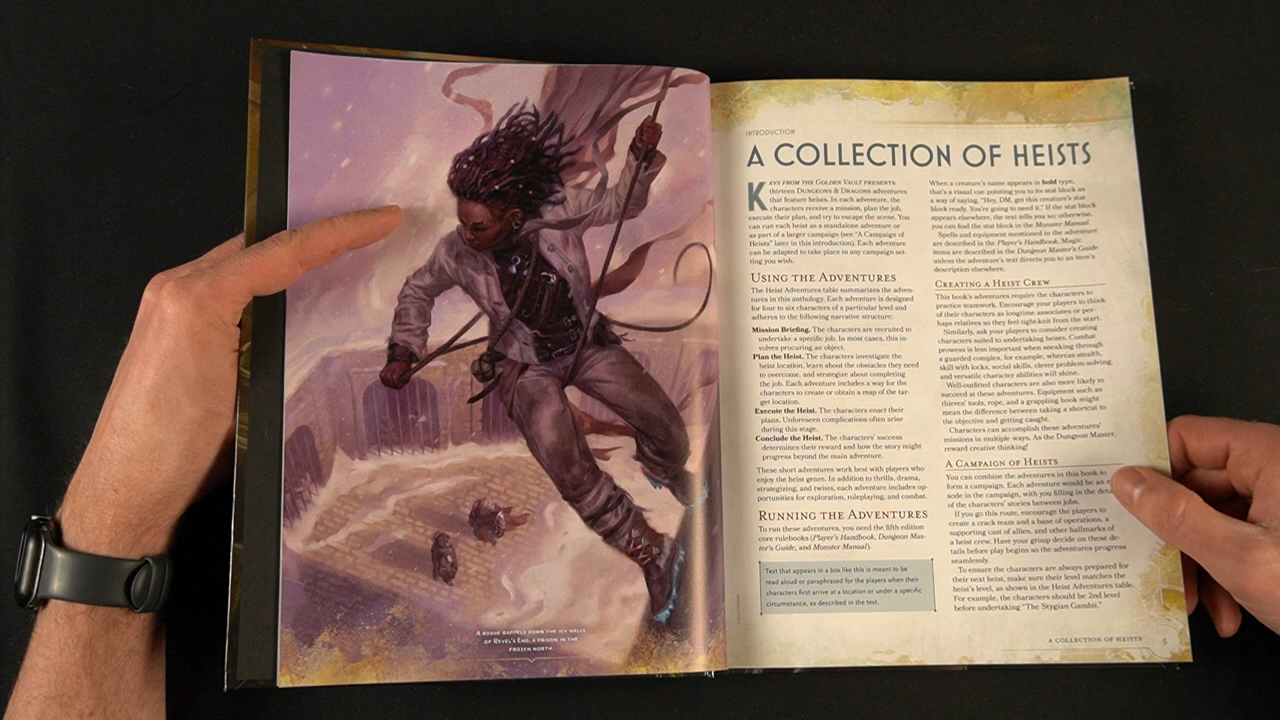 A ROGUE RAPPELS DOWN THE ICY WALLS
OF REVEL'S END, A PRISON IN THE
FROZEN NORTH.
INTRODUCTION
A COLLECTION OF HEISTS
KEYS FROM THE GOLDEN VAULT PRESENTS
thirteen DUNGEONS & DRAGONS adventures
that feature heists. In each adventure, the
characters receive a mission, plan the job,
execute their plan, and try to escape the scene. You
can run each heist as a standalone adventure or
as part of a larger campaign (see "A Campaign of
Heists" later in this introduction). Each adventure
can be adapted to take place in any campaign set-
ting you wish.
USING THE ADVENTURES
The Heist Adventures table summarizes the adven-
tures in this anthology. Each adventure is designed
for four to six characters of a particular level and
adheres to the following narrative structure:
Mission Briefing. The characters are recruited to
undertake a specific job. In most cases, this in-
volves procuring an object.
Plan the Heist. The characters investigate the
heist location, learn about the obstacles they need
to overcome, and strategize about completing
the job. Each adventure includes a way for the
characters to create or obtain a map of the tar-
get location.
Execute the Heist. The characters enact their
plans. Unforeseen complications often arise
during this stage.
Conclude the Heist. The characters' success
determines their reward and how the story might
progress beyond the main adventure.
These short adventures work best with players who
enjoy the heist genre. In addition to thrills, drama,
strategizing, and twists, each adventure includes op-
portunities for exploration, roleplaying, and combat.
RUNNING THE ADVENTURES
To run these adventures, you need the fifth edition
core rulebooks (Player's Handbook, Dungeon Mas-
ter's Guide, and Monster Manual).
Text that appears in a box like this is meant to be
read aloud or paraphrased for the players when their
characters first arrive at a location or under a specific
circumstance, as described in the text.
When a creature's name appears in bold type,
that's a visual cue pointing you to its stat block as
a way of saying, "Hey, DM, get this creature's stat
block ready. You're going to need it." If the stat block
appears elsewhere, the text tells you so; otherwise,
you can find the stat block in the Monster Manual.
Spells and equipment mentioned in the adventure
are described in the Player's Handbook. Magic
items are described in the Dungeon Master's Guide
unless the adventure's text directs you to an item's
description elsewhere.
CREATING A HEIST CREW
This book's adventures require the characters to
practice teamwork. Encourage your players to think
of their characters as longtime associates or per-
haps relatives so they feel tight-knit from the start.
Similarly, ask your players to consider creating
characters suited to undertaking heists. Combat
prowess is less important when sneaking through
a guarded complex, for example, whereas stealth,
skill with locks, social skills, clever problem-solving,
and versatile character abilities will shine.
Well-outfitted characters are also more likely to
succeed at these adventures. Equipment such as
thieves' tools, rope, and a grappling hook might
mean the difference between taking a shortcut to
the objective and getting caught.
Characters can accomplish these adventures'
missions in multiple ways. As the Dungeon Master,
reward creative thinking!
A CAMPAIGN OF HEISTS
You can combine the adventures in this book to
form a campaign. Each adventure would be an
sode in the campaign, with you filling in the
of the characters' stories between jobs.
If you go this route, encourage the players to
create a crack team and a base of operations, a
supporting cast of allies, and other hallmarks of
a heist crew. Have your group decide on these de-
tails before play begins so the adventures progress
seamlessly.
To ensure the characters are always prepared for
their next heist, make sure their level matches the
heist's level, as shown in the Heist Adventures table.
For example, the characters should be 2nd level
before undertaking "The Stygian Gambit."
A COLLECTION OF HEISTS 5